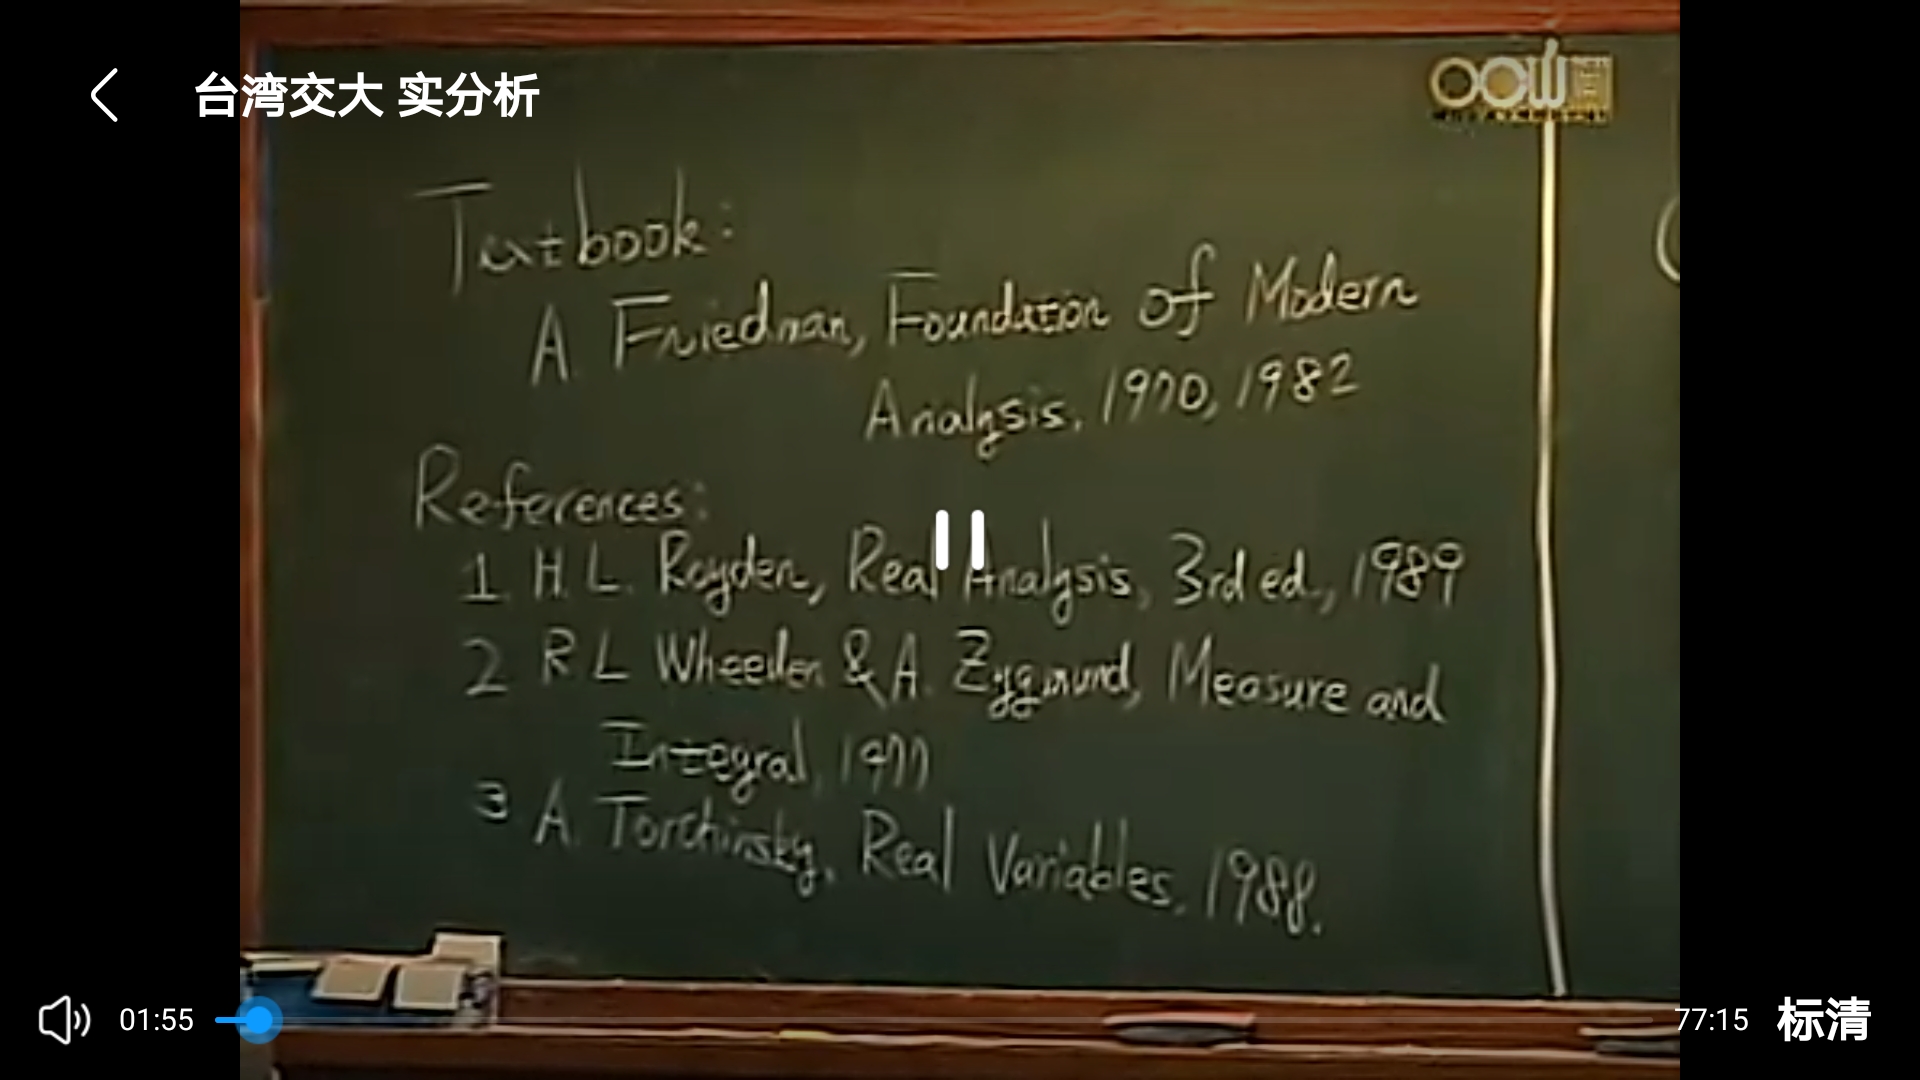 台湾交大 实分析
OCW
Textbook:
A. Friedman, Foundation of Modern
Analysis, 1970, 1982
References:
1. H. L. Royden, Real Analysis, 3rd ed., 1989
2 R L Wheeden & A. Zygmund, Measure and
Integral, 1977
3 A. Torchinsky, Real Variables, 1988.
01:55
77:15 标清